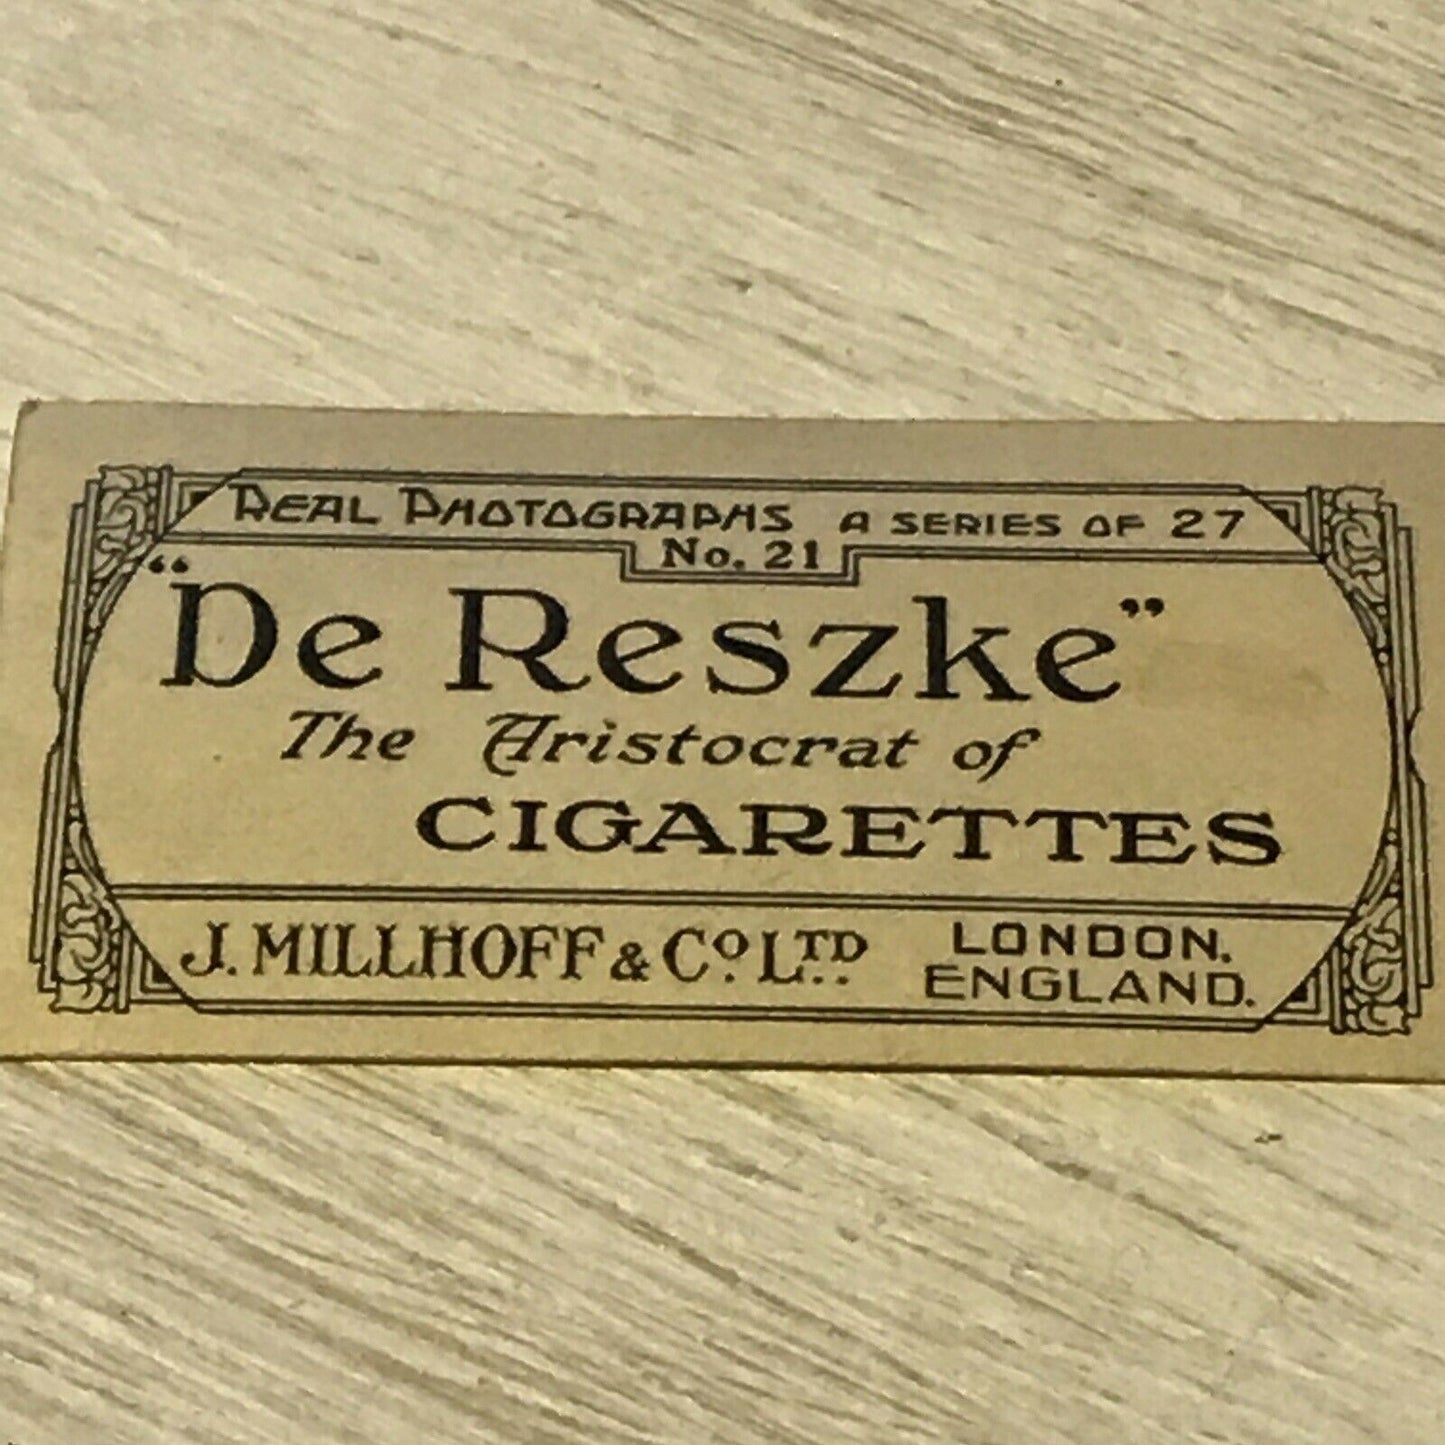 REAL PHOTOGRAPHS A SERIES OF 27
No. 21
"De Reszke"
The Aristocrat of
CIGARETTES
J. MILLHOFF & Co. LTD.
LONDON.
ENGLAND.